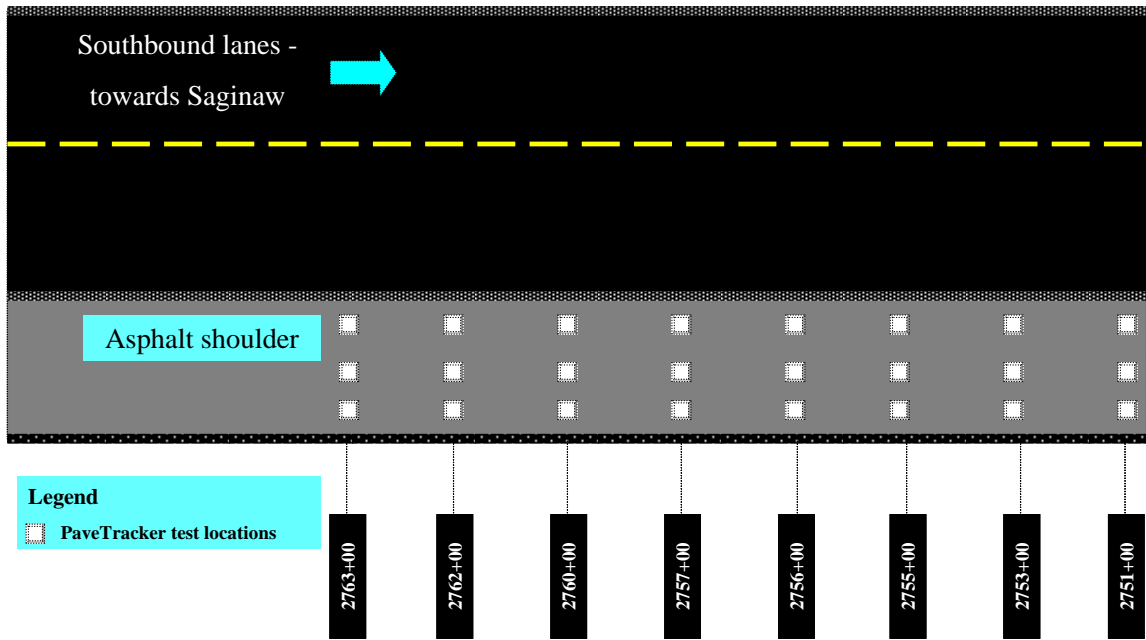 Southbound lanes -
towards Saginaw
Asphalt shoulder
Legend
PaveTracker test locations
2763+00
2762+00
2760+00
2757+00
2756+00
2755+00
2753+00
2751+00